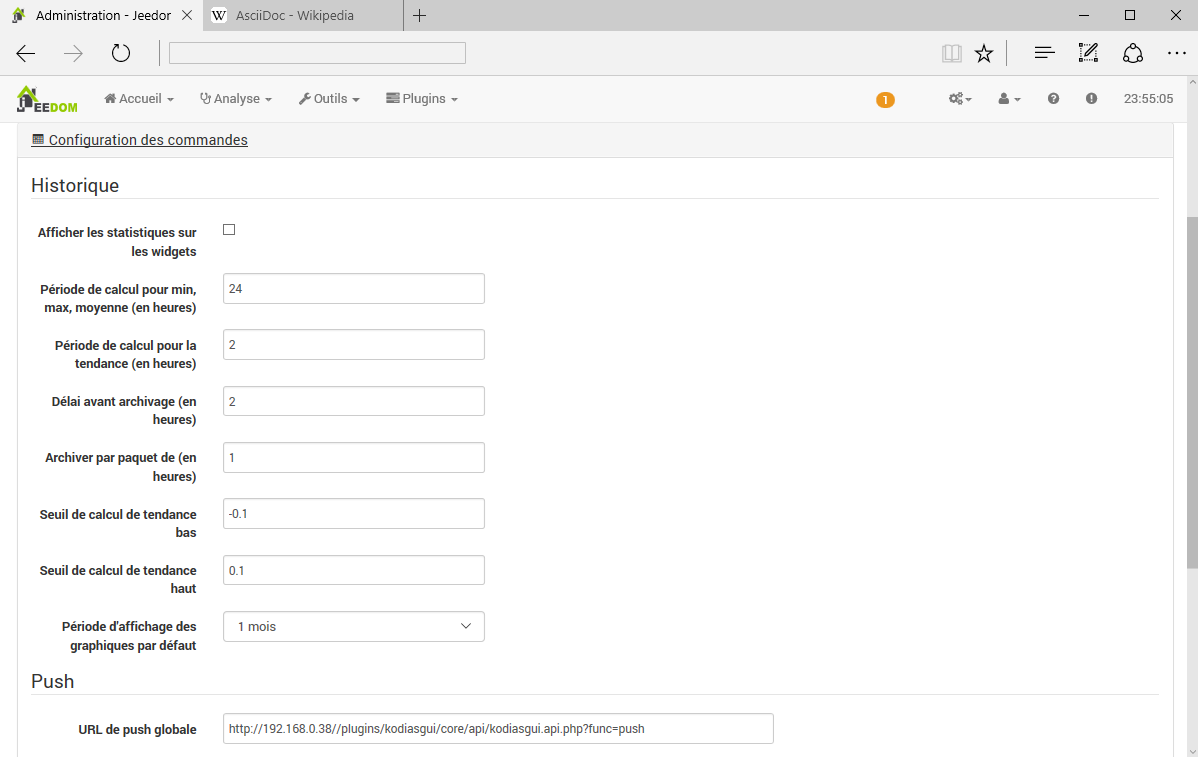 Administration - Jeedor
W AsciiDoc - Wikipedia
JEEDOM
Accueil
Analyse
Outils
Plugins
1
23:55:05
Configuration des commandes
Historique
Afficher les statistiques sur
les widgets
Période de calcul pour min,
max, moyenne (en heures)
24
Période de calcul pour la
tendance (en heures)
2
Délai avant archivage (en
heures)
2
Archiver par paquet de (en
heures)
1
Seuil de calcul de tendance
bas
-0.1
Seuil de calcul de tendance
haut
0.1
Période d'affichage des
graphiques par défaut
1 mois
Push
URL de push globale
http://192.168.0.38//plugins/kodiasgui/core/api/kodiasgui.api.php?func=push